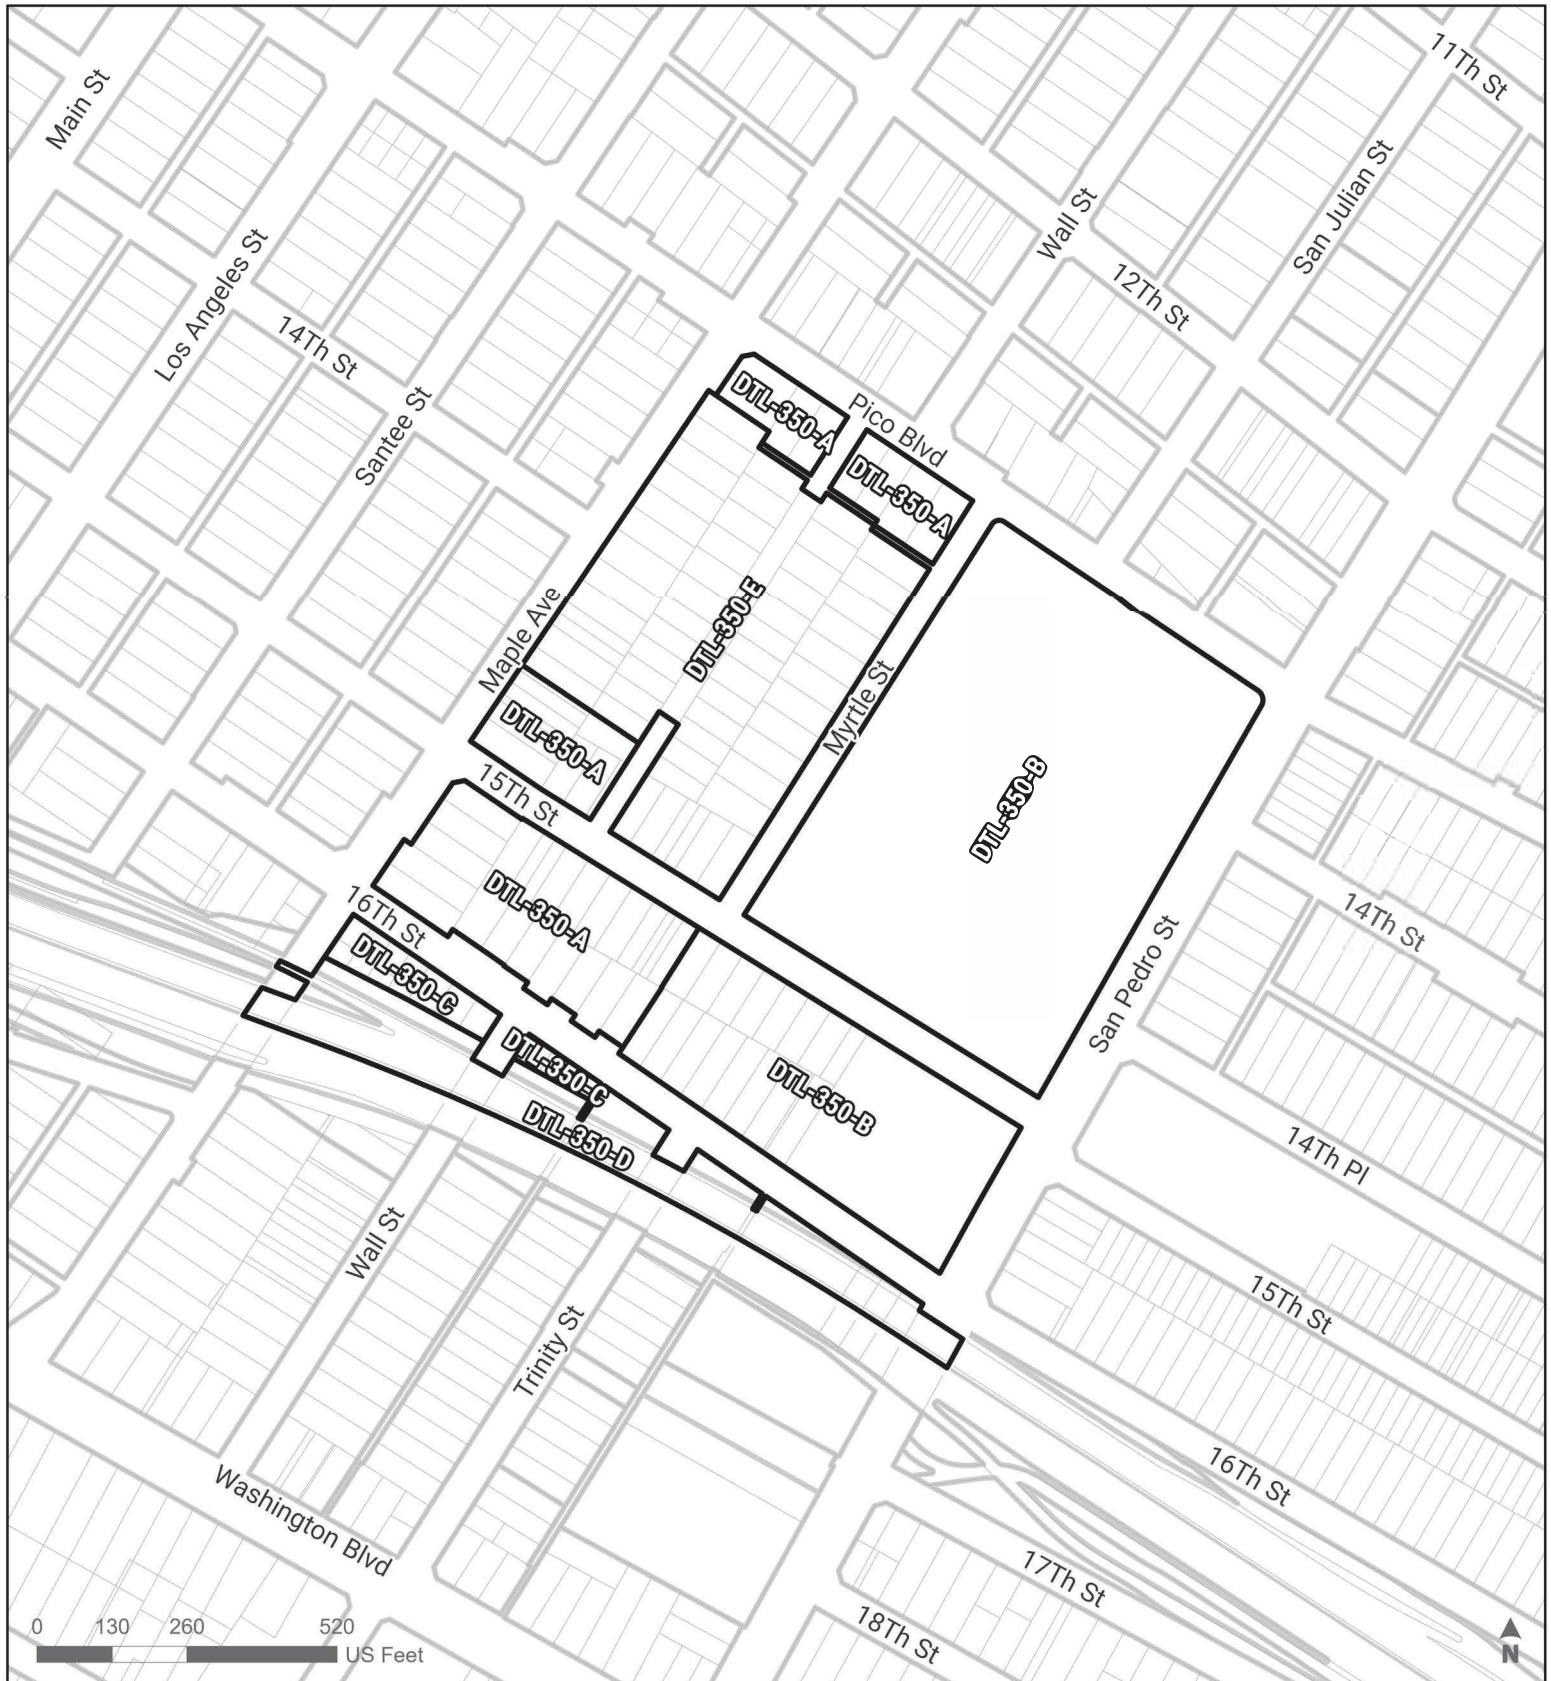 11Th St
Main St
San Julian St
Wall St
12Th St
Los Angeles St
14Th St
Santee St
DTL-350-A
Pico Blvd
DTL-350-A
DTL-350-E
Maple Ave
Myrtle St
DTL-350-A
15Th St
DTL-350-B
DTL-350-A
16Th St
14Th St
San Pedro St
DTL-350-C
DTL-350-C
DTL-350-B
DTL-350-D
14Th Pl
Wall St
15Th St
Trinity St
16Th St
Washington Blvd
17Th St
18Th St
0 130 260 520
US Feet
N